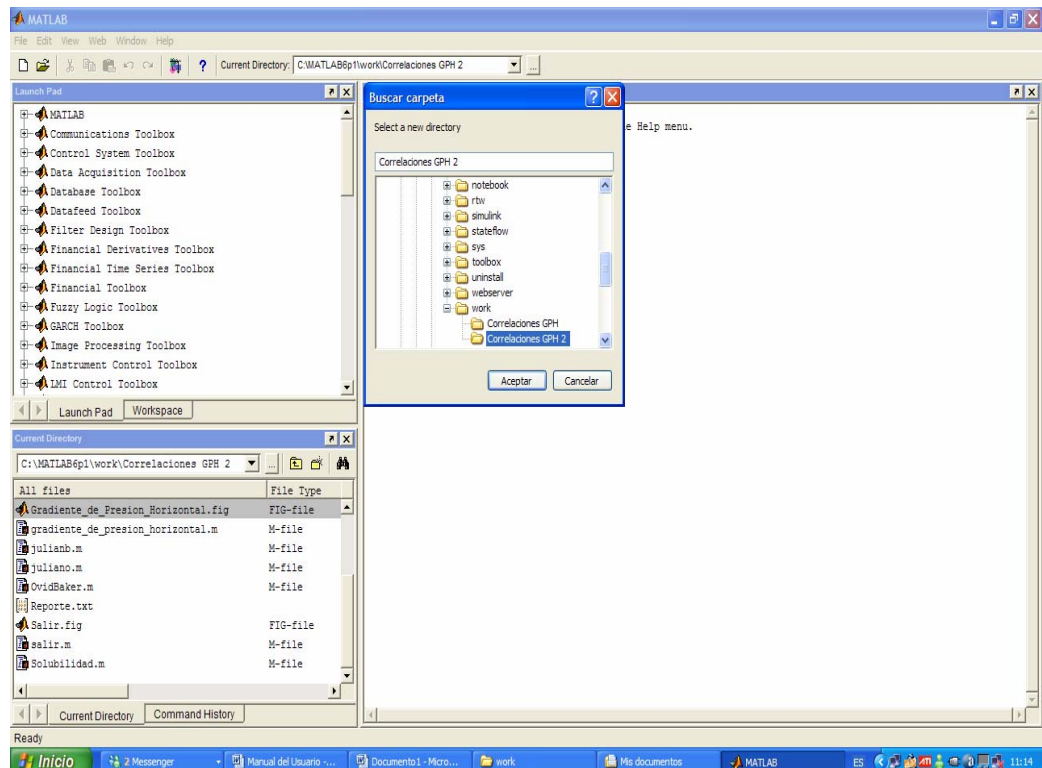 MATLAB
File Edit View Web Window Help
? Current Directory: C:\MATLAB6p1\work\Correlaciones GPH 2 ...
Launch Pad
MATLAB
Communications Toolbox
Control System Toolbox
Data Acquisition Toolbox
Database Toolbox
Datafeed Toolbox
Filter Design Toolbox
Financial Derivatives Toolbox
Financial Time Series Toolbox
Financial Toolbox
Fuzzy Logic Toolbox
GARCH Toolbox
Image Processing Toolbox
Instrument Control Toolbox
LMI Control Toolbox
Launch Pad Workspace
Buscar carpeta
Select a new directory
Correlaciones GPH 2
notebook
rtw
simulink
stateflow
sys
toolbox
uninstall
webserver
work
Correlaciones GPH
Correlaciones GPH 2
Aceptar Cancelar
e Help menu.
Current Directory
C:\MATLAB6p1\work\Correlaciones GPH 2 ...
All files File Type
Gradiente_de_Presion_Horizontal.fig FIG-file
gradiente_de_presion_horizontal.m M-file
julianb.m M-file
juliano.m M-file
OvidBaker.m M-file
Reporte.txt
Salir.fig FIG-file
salir.m M-file
Solubilidad.m M-file
Current Directory Command History
Ready
Inicio 2 Messenger Manual del Usuario -... Documento1 - Micro... work Mis documentos MATLAB ES 11:14